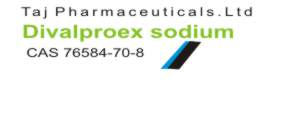 Taj Pharmaceuticals.Ltd
Divalproex sodium
CAS 76584-70-8